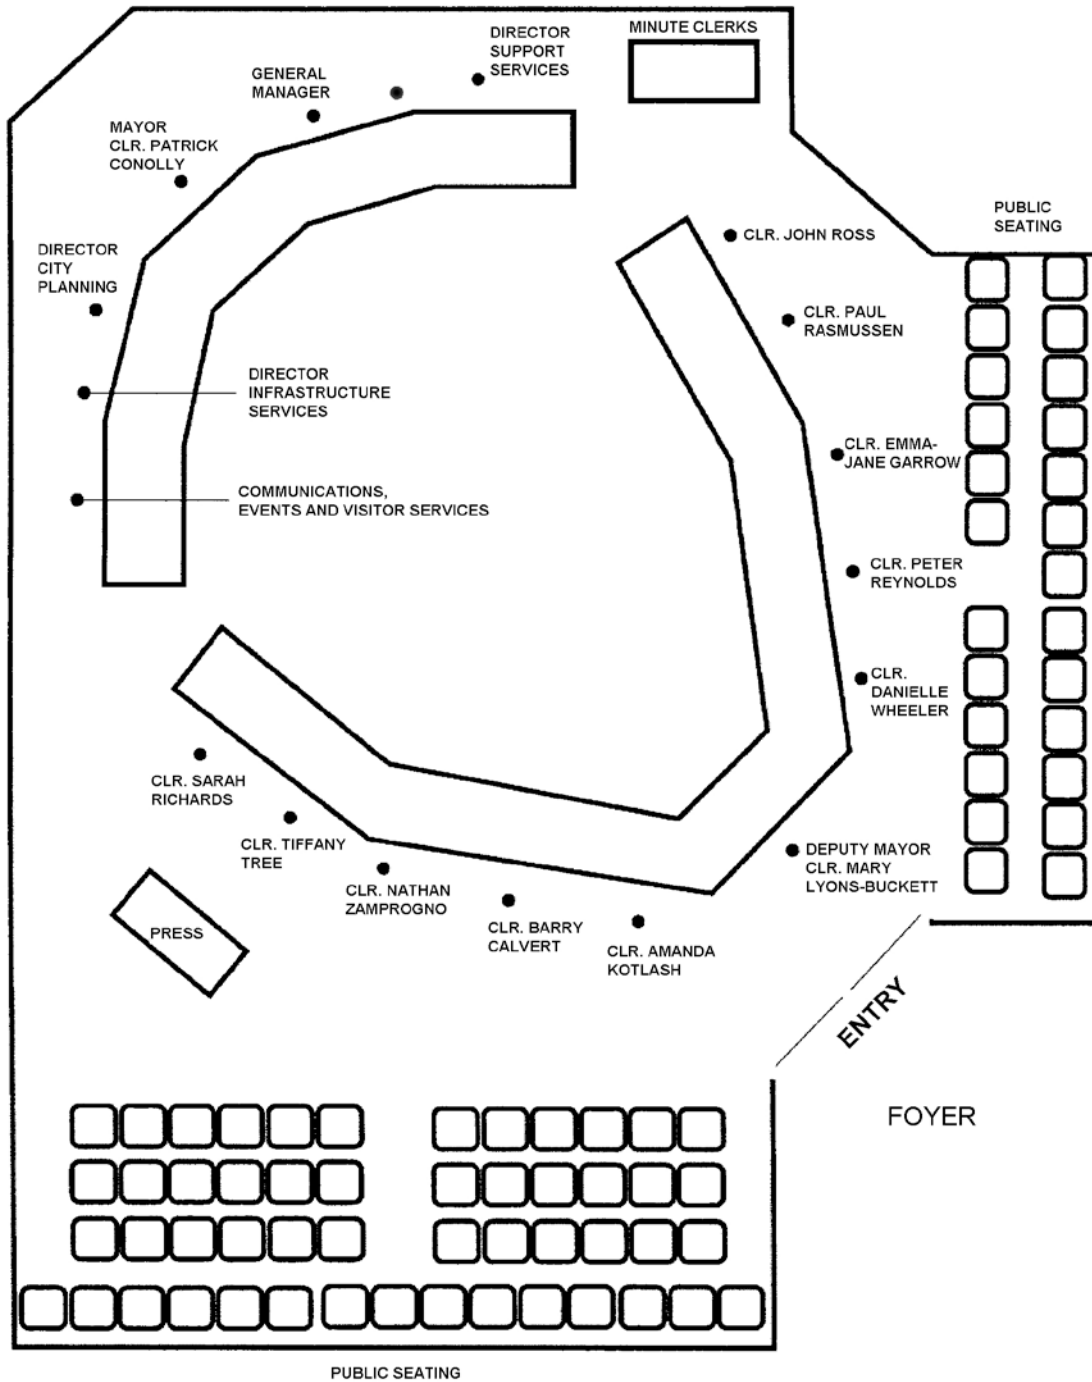 MINUTE CLERKS
DIRECTOR
SUPPORT
SERVICES
GENERAL
MANAGER
MAYOR
CLR. PATRICK
CONOLLY
DIRECTOR
CITY
PLANNING
DIRECTOR
INFRASTRUCTURE
SERVICES
COMMUNICATIONS,
EVENTS AND VISITOR SERVICES
PUBLIC
SEATING
CLR. JOHN ROSS
CLR. PAUL
RASMUSSEN
CLR. EMMA-
JANE GARROW
CLR. PETER
REYNOLDS
CLR.
DANIELLE
WHEELER
DEPUTY MAYOR
CLR. MARY
LYONS-BUCKETT
CLR. SARAH
RICHARDS
CLR. TIFFANY
TREE
CLR. NATHAN
ZAMPROGNO
CLR. BARRY
CALVERT
CLR. AMANDA
KOTLASH
PRESS
ENTRY
FOYER
PUBLIC SEATING